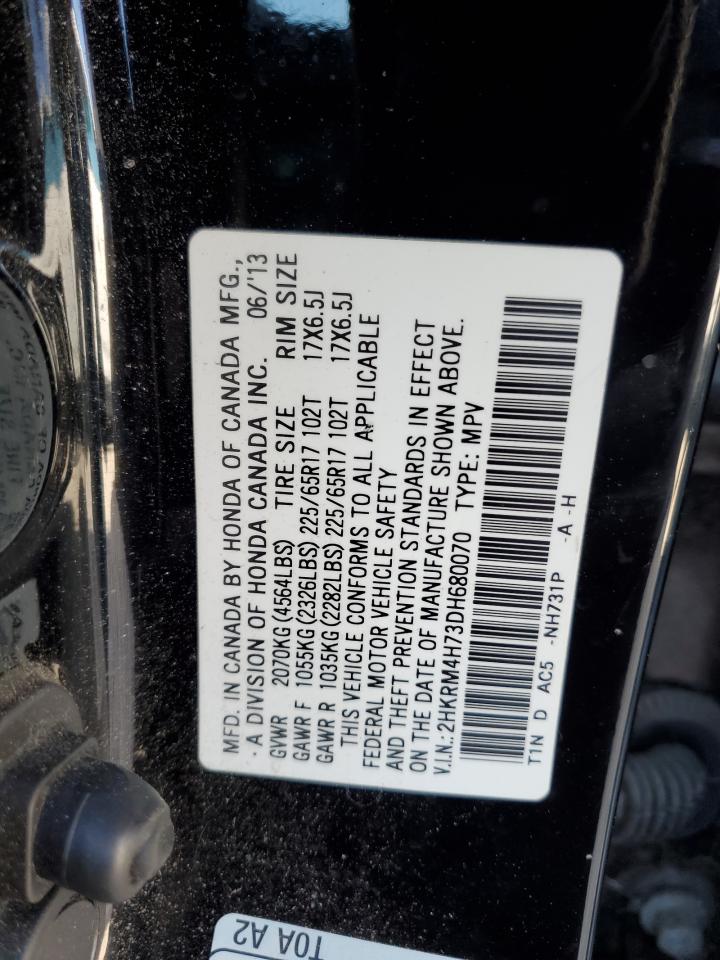 MFD. IN CANADA BY HONDA OF CANADA MFG.,
A DIVISION OF HONDA CANADA INC. 06/'13
GVWR 2070KG (4564LBS) TIRE SIZE RIM SIZE
GAWR F 1055KG (2326LBS) 225/65R17 102T 17X6.5J
GAWR R 1035KG (2282LBS) 225/65R17 102T 17X6.5J
THIS VEHICLE CONFORMS TO ALL APPLICABLE
FEDERAL MOTOR VEHICLE SAFETY
AND THEFT PREVENTION STANDARDS IN EFFECT
ON THE DATE OF MANUFACTURE SHOWN ABOVE.
V.I.N.: 2HKRM4H73DH680070 TYPE: MPV
T1N D AC5 -NH731P -A -H
TOA A2